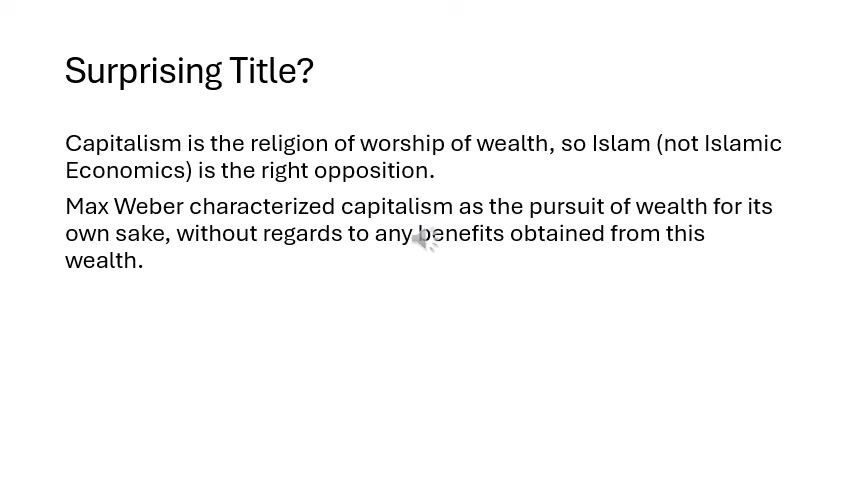 Surprising Title?
Capitalism is the religion of worship of wealth, so Islam (not Islamic
Economics) is the right opposition.
Max Weber characterized capitalism as the pursuit of wealth for its
own sake, without regards to any benefits obtained from this
wealth.